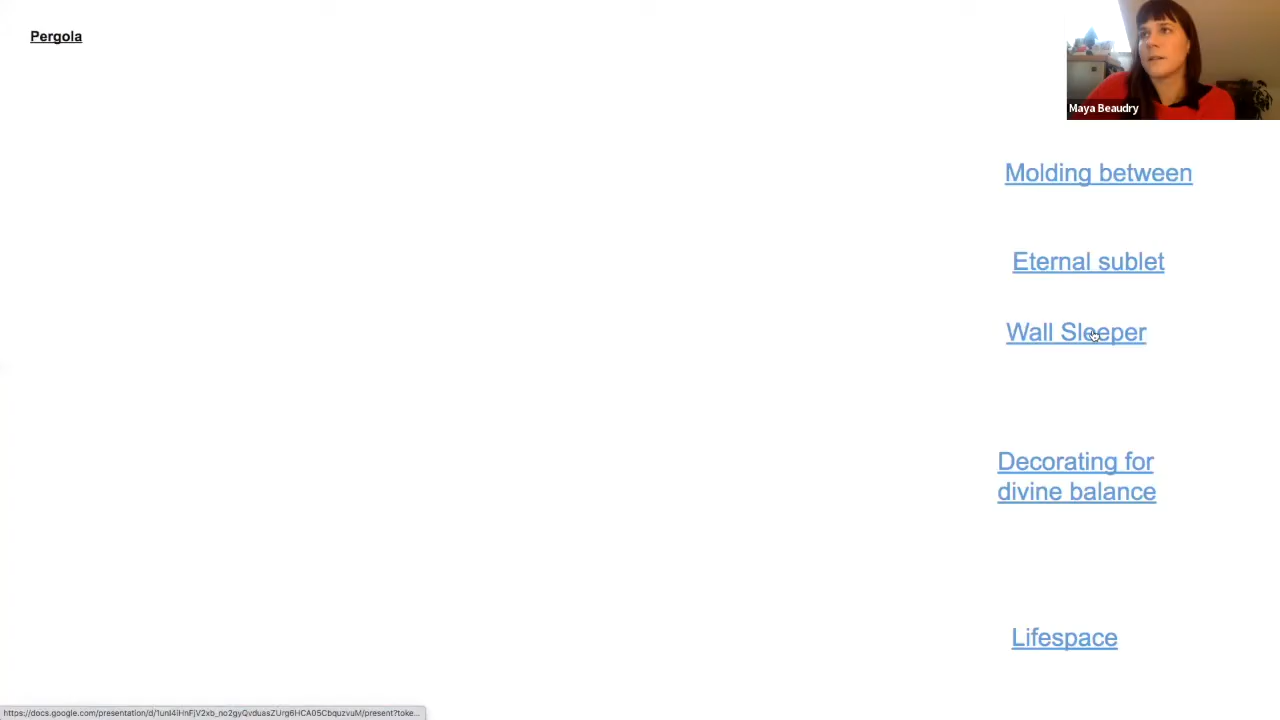 Pergola
Maya Beaudry
Molding between
Eternal sublet
Wall Sleeper
Decorating for
divine balance
Lifespace